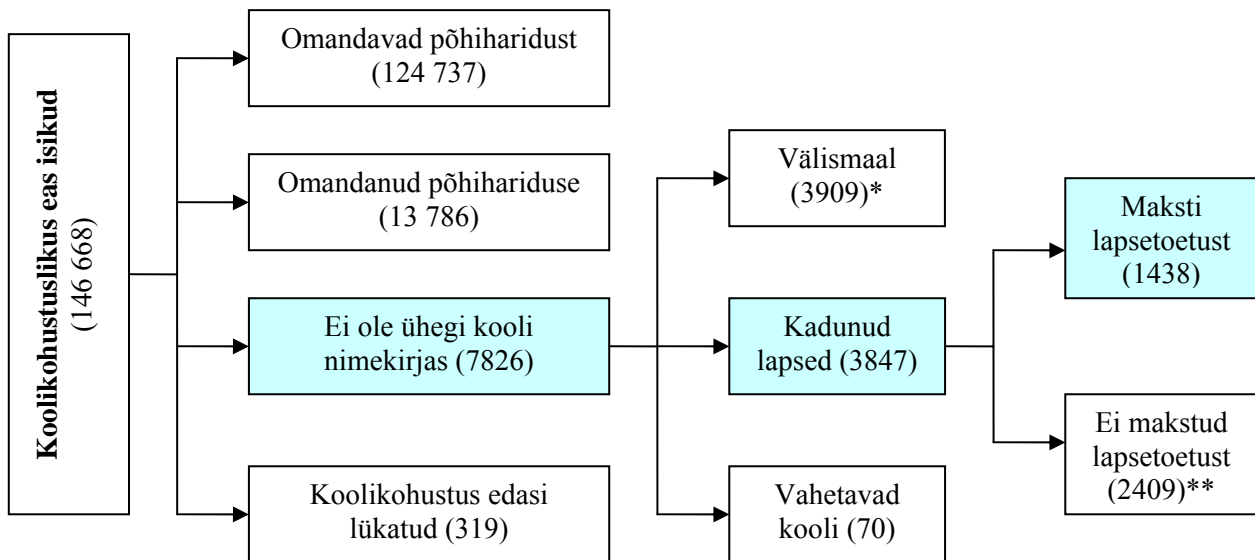 Koolikohustuslikus eas isikud
(146 668)
Omandavad põhiharidust
(124 737)
Omandanud põhihariduse
(13 786)
Ei ole ühegi kooli
nimekirjas (7826)
Koolikohustus edasi
lükatud (319)
Välismaal
(3909)*
Kadunud
lapsed (3847)
Vahetavad
kooli (70)
Maksti
lapsetoetust
(1438)
Ei makstud
lapsetoetust
(2409)**